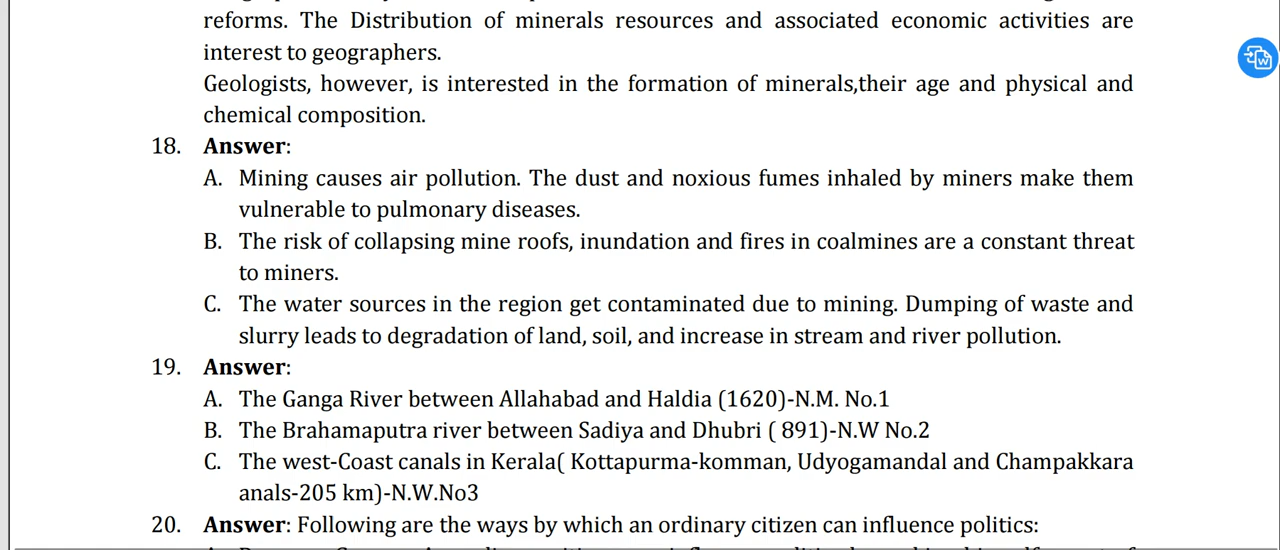 reforms. The Distribution of minerals resources and associated economic activities are
interest to geographers.
Geologists, however, is interested in the formation of minerals,their age and physical and
chemical composition.
18. Answer:
A. Mining causes air pollution. The dust and noxious fumes inhaled by miners make them
vulnerable to pulmonary diseases.
B. The risk of collapsing mine roofs, inundation and fires in coalmines are a constant threat
to miners.
C. The water sources in the region get contaminated due to mining. Dumping of waste and
slurry leads to degradation of land, soil, and increase in stream and river pollution.
19. Answer:
A. The Ganga River between Allahabad and Haldia (1620)-N.M. No.1
B. The Brahamaputra river between Sadiya and Dhubri ( 891)-N.W No.2
C. The west-Coast canals in Kerala( Kottapurma-komman, Udyogamandal and Champakkara
anals-205 km)-N.W.No3
20. Answer: Following are the ways by which an ordinary citizen can influence politics: